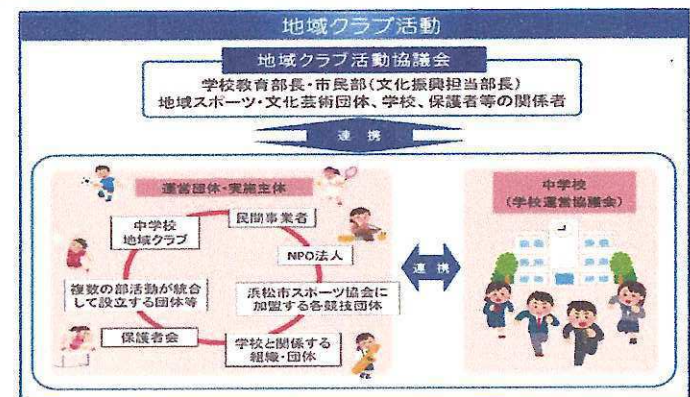 地域クラブ活動
地域クラブ活動協議会
学校教育部長・市民部(文化振興担当部長)
地域スポーツ・文化芸術団体、学校、保護者等の関係者
連携
運営団体・実施主体
中学校
地域クラブ
民間事業者
NPO法人
複数の部活動が統合
して設立する団体等
浜松市スポーツ協会に
加盟する各競技団体
保護者会
学校と関係する
組織・団体
連携
中学校
(学校運営協議会)